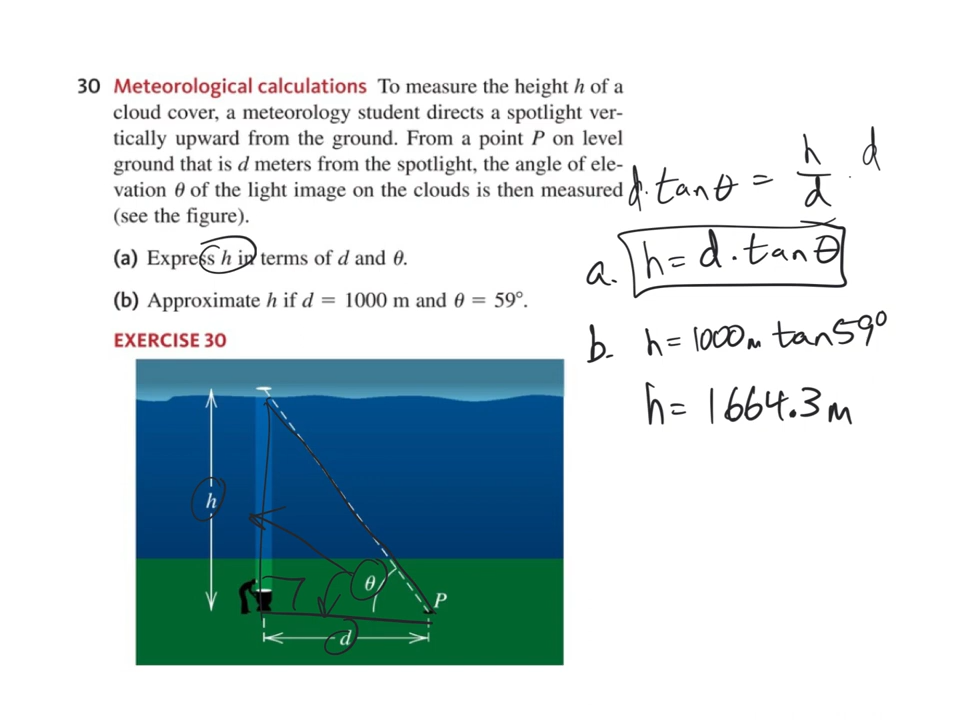 30 Meteorological calculations To measure the height h of a
cloud cover, a meteorology student directs a spotlight ver-
tically upward from the ground. From a point P on level
ground that is d meters from the spotlight, the angle of ele-
vation θ of the light image on the clouds is then measured
(see the figure).
(a) Express h in terms of d and θ.
(b) Approximate h if d = 1000 m and θ = 59°.
EXERCISE 30
h
θ
P
d
d·tanθ = h/d · d
a. h = d·tanθ
b. h = 1000m tan59°
h = 1664.3m